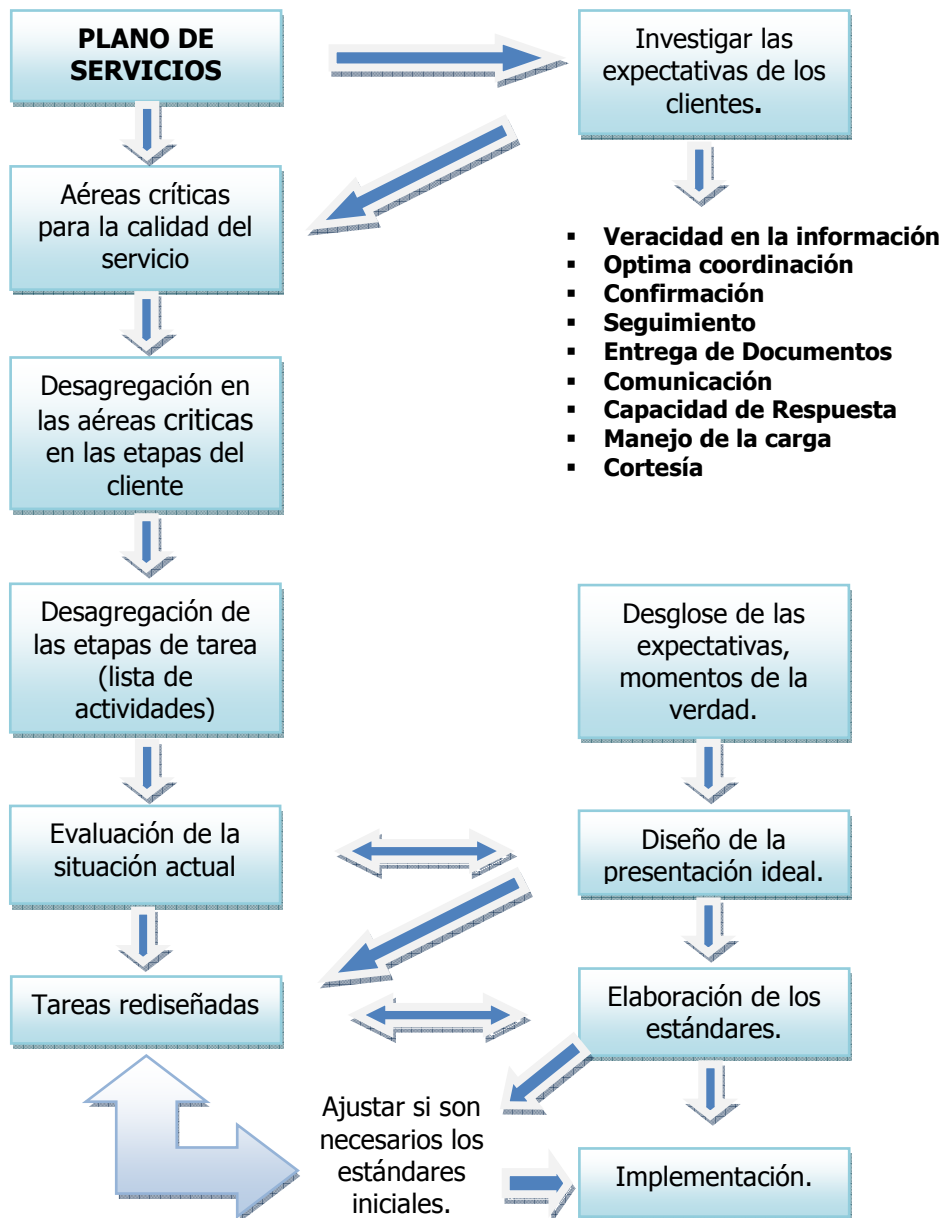 PLANO DE
SERVICIOS
Investigar las
expectativas de los
clientes.
Aéreas críticas
para la calidad del
servicio
▪ Veracidad en la información
▪ Optima coordinación
▪ Confirmación
▪ Seguimiento
▪ Entrega de Documentos
▪ Comunicación
▪ Capacidad de Respuesta
▪ Manejo de la carga
▪ Cortesía
Desagregación en
las aéreas criticas
en las etapas del
cliente
Desagregación de
las etapas de tarea
(lista de
actividades)
Desglose de las
expectativas,
momentos de la
verdad.
Evaluación de la
situación actual
Diseño de la
presentación ideal.
Tareas rediseñadas
Elaboración de los
estándares.
Ajustar si son
necesarios los
estándares
iniciales.
Implementación.